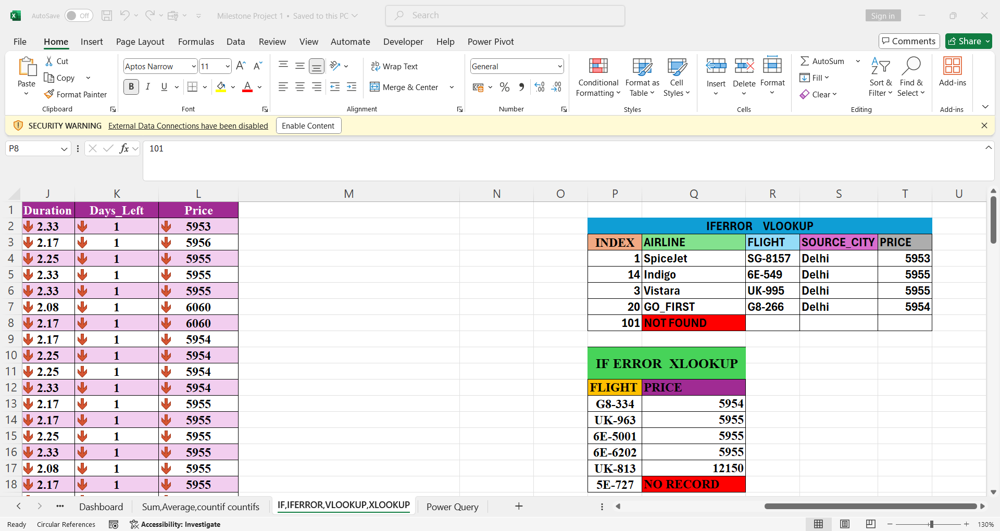 AutoSave Off Milestone Project 1 • Saved to this PC Search Sign in
File Home Insert Page Layout Formulas Data Review View Automate Developer Help Power Pivot Comments Share
Paste Cut Copy Format Painter Clipboard
Aptos Narrow 11 B I U A Font
Wrap Text Merge & Center Alignment
General % Number
Conditional Formatting Format as Table Cell Styles Styles
Insert Delete Format Cells
AutoSum Fill Clear Sort & Filter Find & Select Editing
Add-ins Add-ins
SECURITY WARNING External Data Connections have been disabled Enable Content
P8 fx 101
J K L M N O P Q R S T U
1 Duration Days_Left Price
2 2.33 1 5953 IFERROR VLOOKUP
3 2.17 1 5956 INDEX AIRLINE FLIGHT SOURCE_CITY PRICE
4 2.25 1 5955 1 SpiceJet SG-8157 Delhi 5953
5 2.33 1 5955 14 Indigo 6E-549 Delhi 5955
6 2.33 1 5955 3 Vistara UK-995 Delhi 5955
7 2.08 1 6060 20 GO_FIRST G8-266 Delhi 5954
8 2.17 1 6060 101 NOT FOUND
9 2.17 1 5954
10 2.25 1 5954 IF ERROR XLOOKUP
11 2.25 1 5954
12 2.33 1 5954 FLIGHT PRICE
13 2.17 1 5955 G8-334 5954
14 2.17 1 5955 UK-963 5955
15 2.25 1 5955 6E-5001 5955
16 2.33 1 5955 6E-6202 5955
17 2.08 1 5955 UK-813 12150
18 2.17 1 5955 5E-727 NO RECORD
Dashboard Sum,Average,countif countifs IF,IFERROR,VLOOKUP,XLOOKUP Power Query
Ready Circular References Accessibility: Investigate 130%